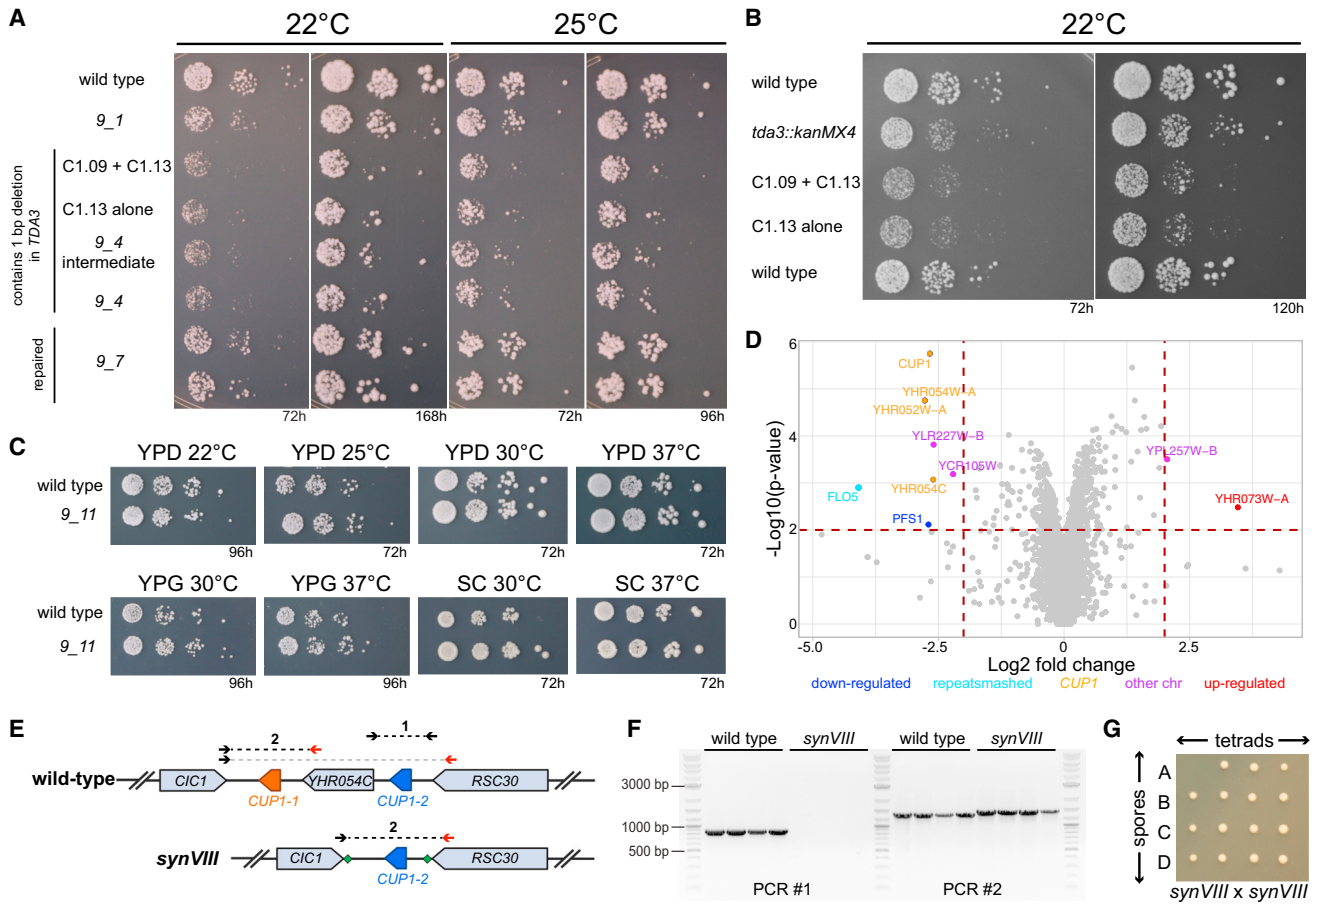 A
22°C
25°C
wild type
9_1
C1.09 + C1.13
C1.13 alone
9_4
intermediate
9_4
9_7
contains 1 bp deletion
in TDA3
repaired
72h
168h
72h
96h
B
22°C
wild type
tda3::kanMX4
C1.09 + C1.13
C1.13 alone
wild type
72h
120h
C
YPD 22°C
YPD 25°C
YPD 30°C
YPD 37°C
wild type
9_11
96h
72h
72h
72h
YPG 30°C
YPG 37°C
SC 30°C
SC 37°C
wild type
9_11
96h
96h
72h
72h
D
-Log10(p-value)
6
4
2
0
CUP1
YHR054W-A
YHR052W-A
YLR227W-B
YCR105W
YHR054C
FLO5
PFS1
YPL257W-B
YHR073W-A
-5.0
-2.5
0
2.5
Log2 fold change
down-regulated
repeatsmashed
CUP1
other chr
up-regulated
E
2
1
wild-type
CIC1
YHR054C
RSC30
CUP1-1
CUP1-2
2
synVIII
CIC1
RSC30
CUP1-2
F
wild type
synVIII
wild type
synVIII
3000 bp
1000 bp
500 bp
PCR #1
PCR #2
G
tetrads
spores
A
B
C
D
synVIII x synVIII